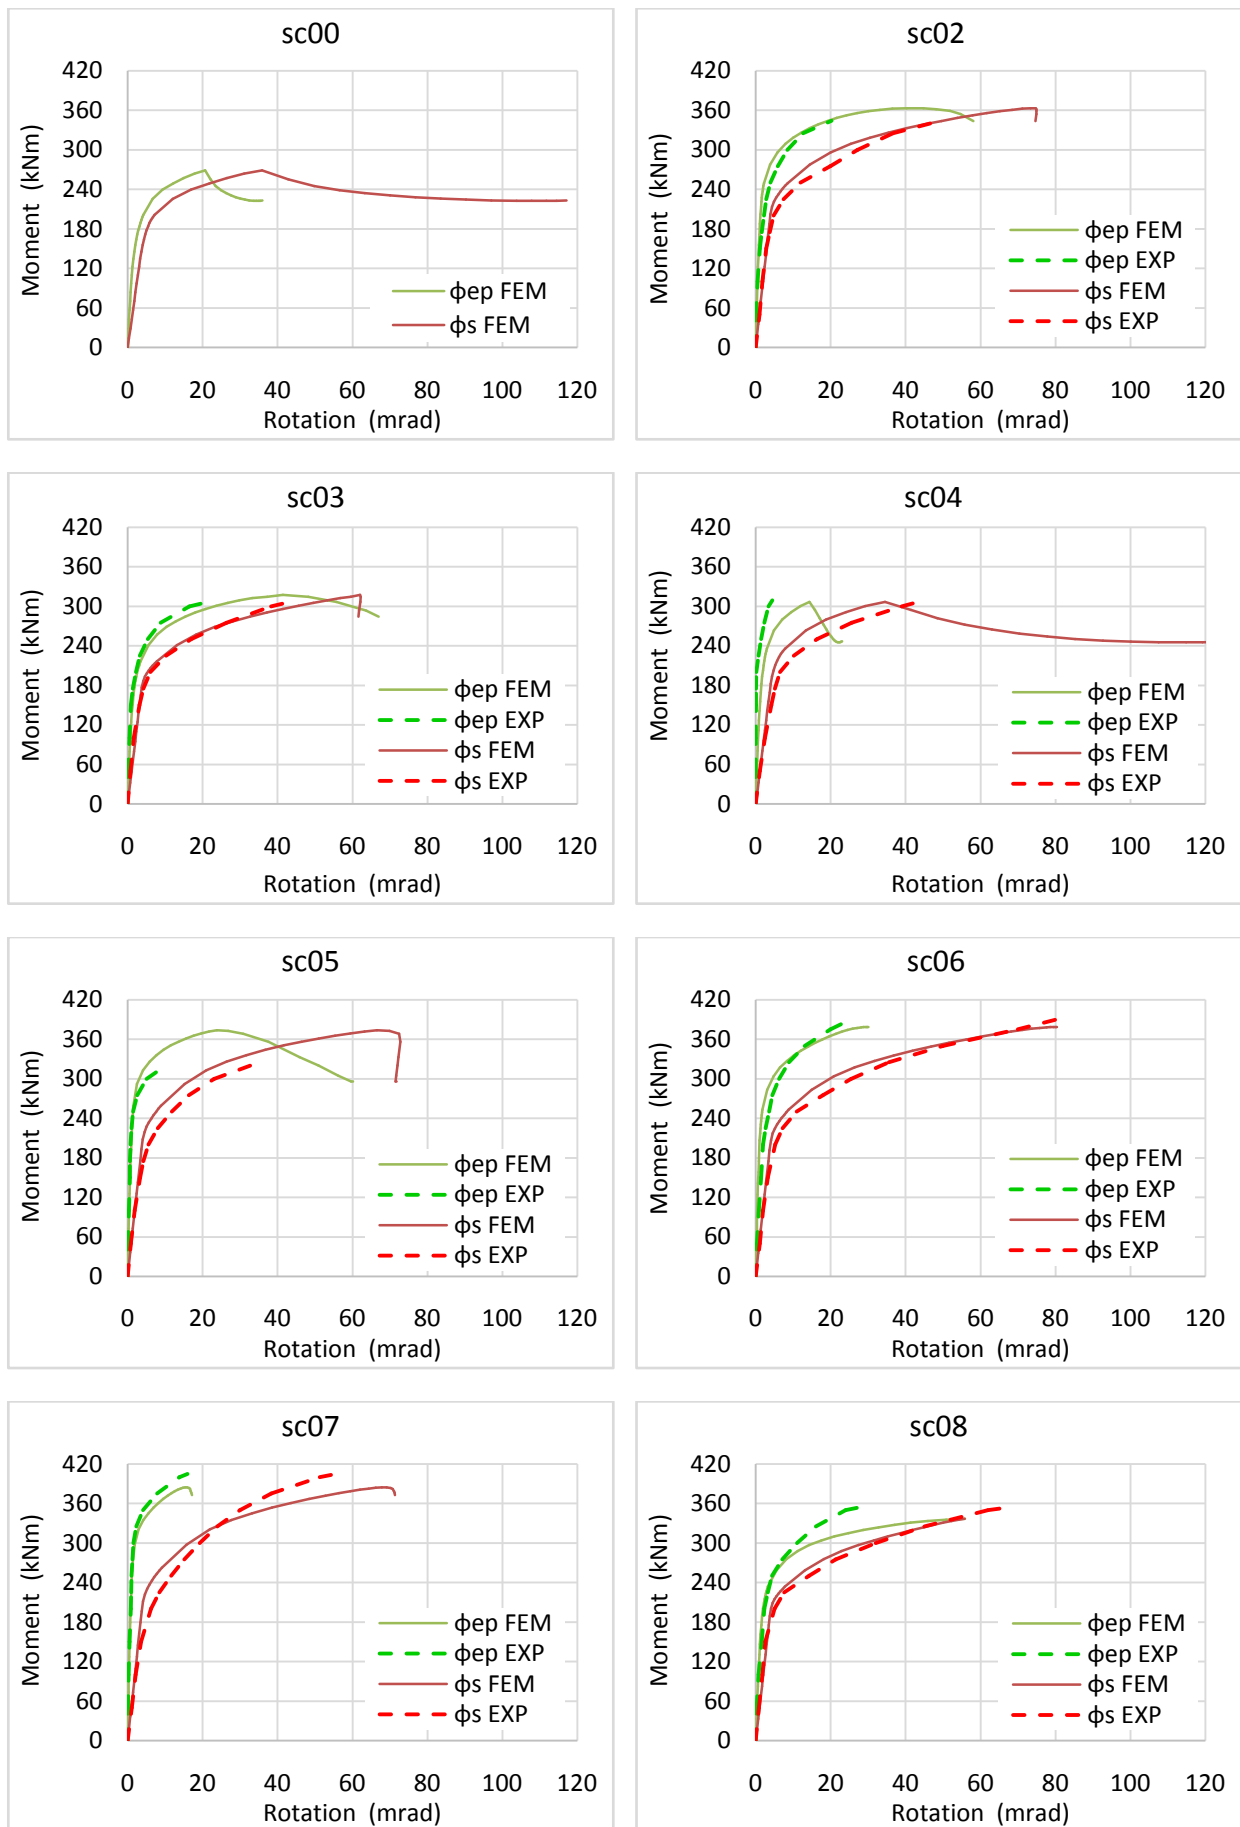 sc00
Moment (kNm)
420
360
300
240
180
120
60
0
0 20 40 60 80 100 120
Rotation (mrad)
ϕep FEM
ϕs FEM
sc02
Moment (kNm)
420
360
300
240
180
120
60
0
0 20 40 60 80 100 120
Rotation (mrad)
ϕep FEM
ϕep EXP
ϕs FEM
ϕs EXP
sc03
Moment (kNm)
420
360
300
240
180
120
60
0
0 20 40 60 80 100 120
Rotation (mrad)
ϕep FEM
ϕep EXP
ϕs FEM
ϕs EXP
sc04
Moment (kNm)
420
360
300
240
180
120
60
0
0 20 40 60 80 100 120
Rotation (mrad)
ϕep FEM
ϕep EXP
ϕs FEM
ϕs EXP
sc05
Moment (kNm)
420
360
300
240
180
120
60
0
0 20 40 60 80 100 120
Rotation (mrad)
ϕep FEM
ϕep EXP
ϕs FEM
ϕs EXP
sc06
Moment (kNm)
420
360
300
240
180
120
60
0
0 20 40 60 80 100 120
Rotation (mrad)
ϕep FEM
ϕep EXP
ϕs FEM
ϕs EXP
sc07
Moment (kNm)
420
360
300
240
180
120
60
0
0 20 40 60 80 100 120
Rotation (mrad)
ϕep FEM
ϕep EXP
ϕs FEM
ϕs EXP
sc08
Moment (kNm)
420
360
300
240
180
120
60
0
0 20 40 60 80 100 120
Rotation (mrad)
ϕep FEM
ϕep EXP
ϕs FEM
ϕs EXP